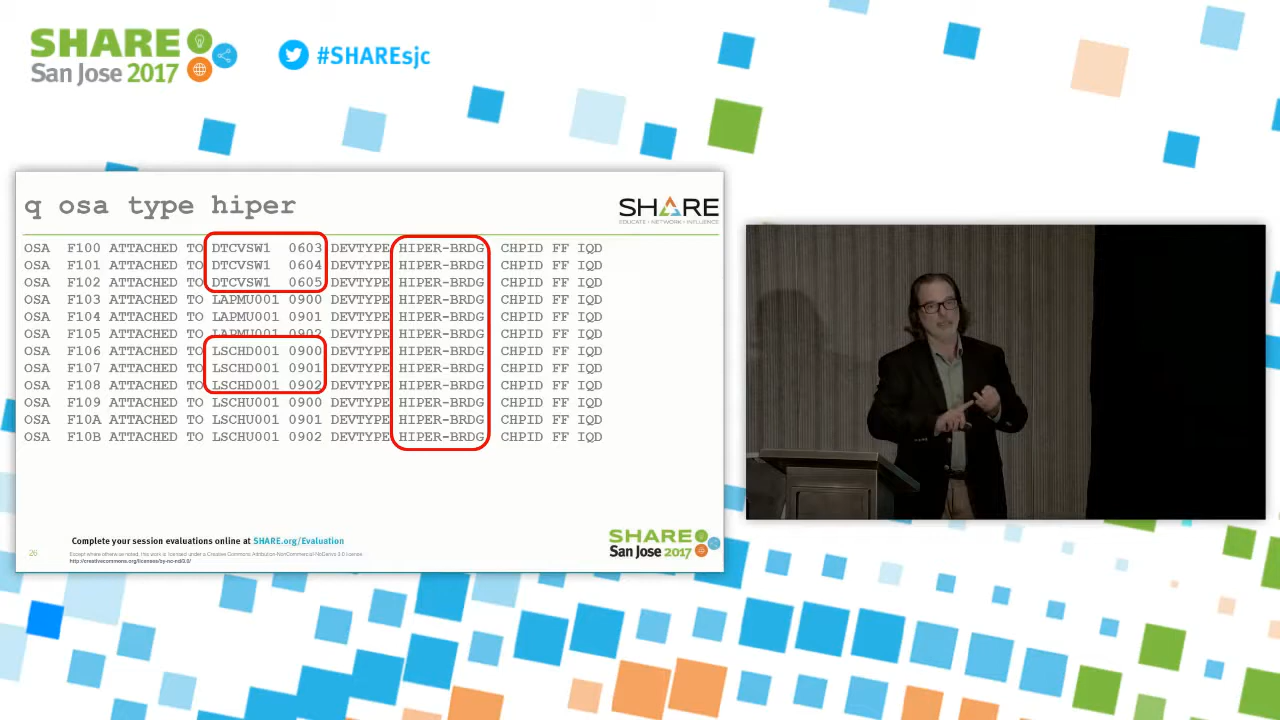 SHARE
San Jose 2017
#SHAREsjc
q osa type hiper
SHARE
EDUCATE • NETWORK • INFLUENCE
OSA F100 ATTACHED TO DTCVSW1 0603 DEVTYPE HIPER-BRDG CHPID FF IQD
OSA F101 ATTACHED TO DTCVSW1 0604 DEVTYPE HIPER-BRDG CHPID FF IQD
OSA F102 ATTACHED TO DTCVSW1 0605 DEVTYPE HIPER-BRDG CHPID FF IQD
OSA F103 ATTACHED TO LAPMU001 0900 DEVTYPE HIPER-BRDG CHPID FF IQD
OSA F104 ATTACHED TO LAPMU001 0901 DEVTYPE HIPER-BRDG CHPID FF IQD
OSA F105 ATTACHED TO LAPMU001 0902 DEVTYPE HIPER-BRDG CHPID FF IQD
OSA F106 ATTACHED TO LSCHD001 0900 DEVTYPE HIPER-BRDG CHPID FF IQD
OSA F107 ATTACHED TO LSCHD001 0901 DEVTYPE HIPER-BRDG CHPID FF IQD
OSA F108 ATTACHED TO LSCHD001 0902 DEVTYPE HIPER-BRDG CHPID FF IQD
OSA F109 ATTACHED TO LSCHU001 0900 DEVTYPE HIPER-BRDG CHPID FF IQD
OSA F10A ATTACHED TO LSCHU001 0901 DEVTYPE HIPER-BRDG CHPID FF IQD
OSA F10B ATTACHED TO LSCHU001 0902 DEVTYPE HIPER-BRDG CHPID FF IQD
Complete your session evaluations online at SHARE.org/Evaluation
SHARE
San Jose 2017
26
Except where otherwise noted, this work is licensed under a Creative Commons Attribution-NonCommercial-NoDerivs 3.0 license.